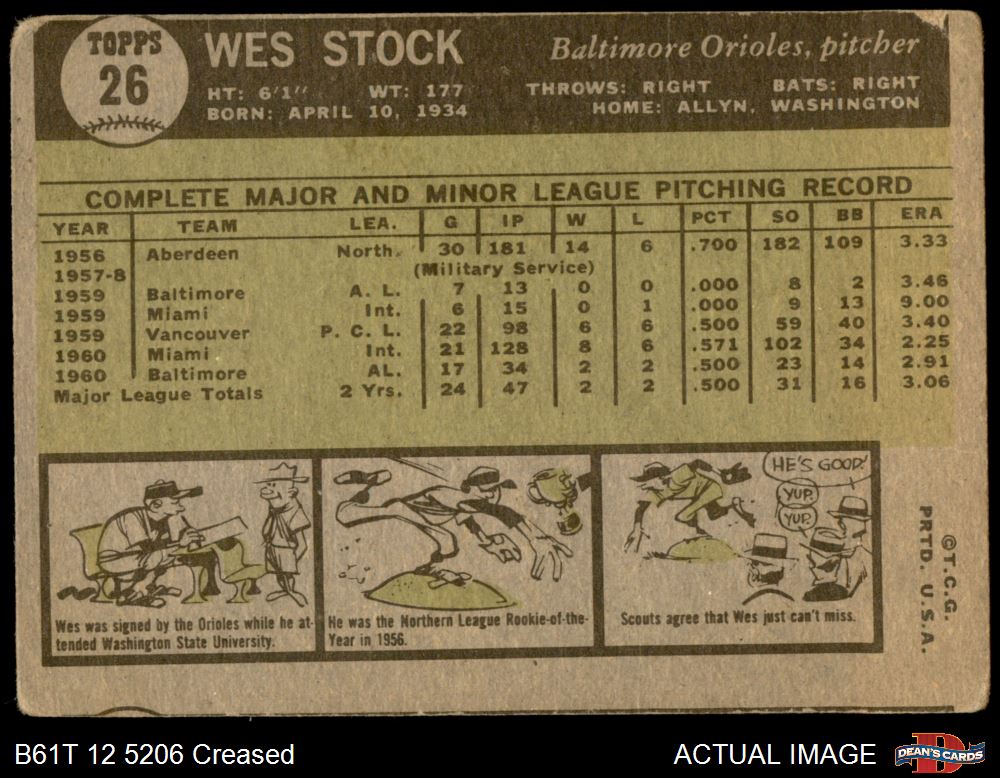 TOPPS
26
WES STOCK
Baltimore Orioles, pitcher
HT: 6'1" WT: 177 THROWS: RIGHT BATS: RIGHT
BORN: APRIL 10, 1934 HOME: ALLYN, WASHINGTON
COMPLETE MAJOR AND MINOR LEAGUE PITCHING RECORD
YEAR TEAM LEA. G IP W L PCT SO BB ERA
1956 Aberdeen North. 30 181 14 6 .700 182 109 3.33
1957-8 (Military Service)
1959 Baltimore A. L. 7 13 0 0 .000 8 2 3.46
1959 Miami Int. 6 15 0 1 .000 9 13 9.00
1959 Vancouver P. C. L. 22 98 6 6 .500 59 40 3.40
1960 Miami Int. 21 128 8 6 .571 102 34 2.25
1960 Baltimore AL. 17 34 2 2 .500 23 14 2.91
Major League Totals 2 Yrs. 24 47 2 2 .500 31 16 3.06
Wes was signed by the Orioles while he at-
tended Washington State University.
He was the Northern League Rookie-of-the-
Year in 1956.
HE'S GOOD!
YUP.
YUP.
Scouts agree that Wes just can't miss.
©T.C.G.
PRTD. U.S.A.
B61T 12 5206 Creased
ACTUAL IMAGE
DEAN'S CARDS